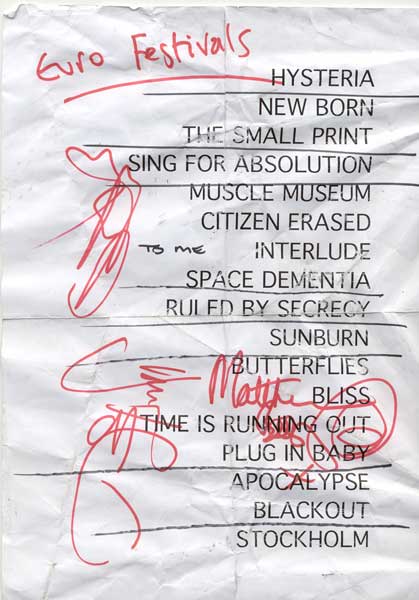 Euro Festivals
HYSTERIA
NEW BORN
THE SMALL PRINT
SING FOR ABSOLUTION
MUSCLE MUSEUM
CITIZEN ERASED
TO ME INTERLUDE
SPACE DEMENTIA
RULED BY SECRECY
SUNBURN
BUTTERFLIES
BLISS
TIME IS RUNNING OUT
PLUG IN BABY
APOCALYPSE
BLACKOUT
STOCKHOLM